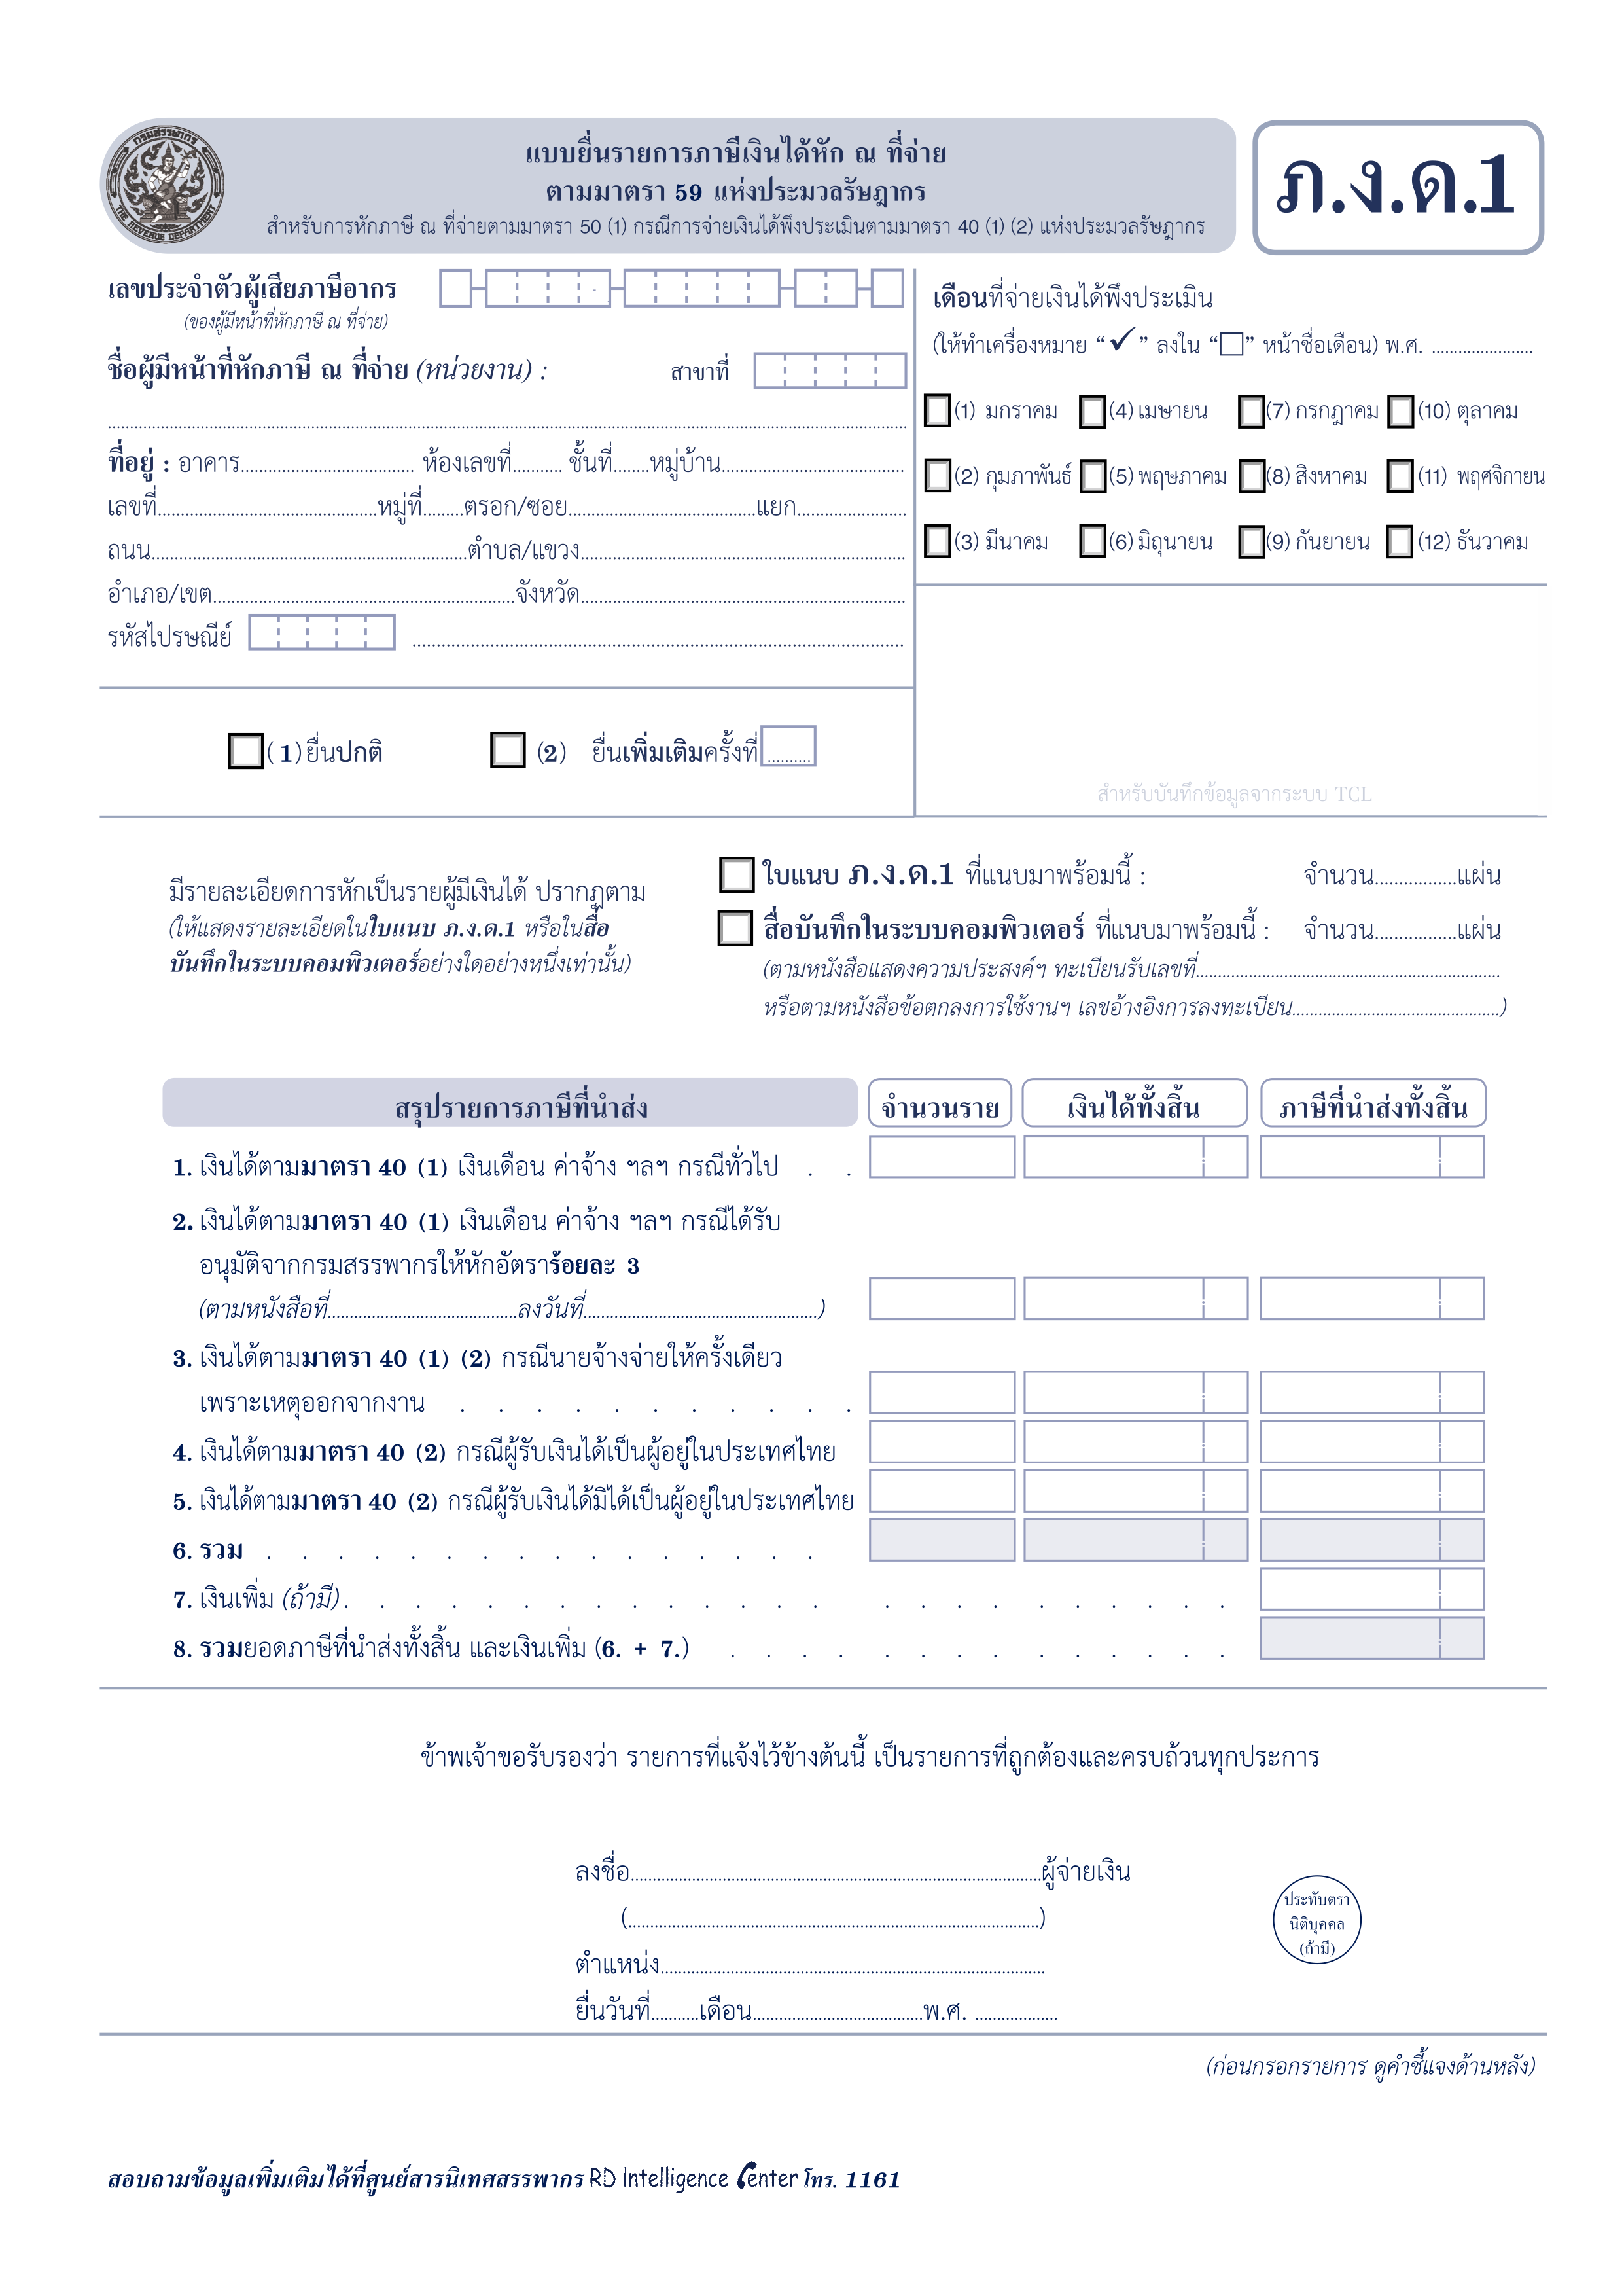 กรมสรรพากร
THE REVENUE DEPARTMENT
แบบยื่นรายการภาษีเงินได้หัก ณ ที่จ่าย
ตามมาตรา 59 แห่งประมวลรัษฎากร
สำหรับการหักภาษี ณ ที่จ่ายตามมาตรา 50 (1) กรณีการจ่ายเงินได้พึงประเมินตามมาตรา 40 (1) (2) แห่งประมวลรัษฎากร
ภ.ง.ด.1
เลขประจำตัวผู้เสียภาษีอากร
(ของผู้มีหน้าที่หักภาษี ณ ที่จ่าย)
ชื่อผู้มีหน้าที่หักภาษี ณ ที่จ่าย (หน่วยงาน) : สาขาที่
ที่อยู่ : อาคาร.................... ห้องเลขที่.......... ชั้นที่.......หมู่บ้าน....................
เลขที่....................หมู่ที่........ตรอก/ซอย....................แยก....................
ถนน....................ตำบล/แขวง....................
อำเภอ/เขต....................จังหวัด....................
รหัสไปรษณีย์ ....................
(1) ยื่นปกติ (2) ยื่นเพิ่มเติมครั้งที่..........
เดือนที่จ่ายเงินได้พึงประเมิน
(ให้ทำเครื่องหมาย “✓” ลงใน “□” หน้าชื่อเดือน) พ.ศ. ....................
(1) มกราคม (4) เมษายน (7) กรกฎาคม (10) ตุลาคม
(2) กุมภาพันธ์ (5) พฤษภาคม (8) สิงหาคม (11) พฤศจิกายน
(3) มีนาคม (6) มิถุนายน (9) กันยายน (12) ธันวาคม
สำหรับบันทึกข้อมูลจากระบบ TCL
มีรายละเอียดการหักเป็นรายผู้มีเงินได้ ปรากฏตาม
(ให้แสดงรายละเอียดในใบแนบ ภ.ง.ด.1 หรือในสื่อ
บันทึกในระบบคอมพิวเตอร์อย่างใดอย่างหนึ่งเท่านั้น)
ใบแนบ ภ.ง.ด.1 ที่แนบมาพร้อมนี้ : จำนวน................แผ่น
สื่อบันทึกในระบบคอมพิวเตอร์ ที่แนบมาพร้อมนี้ : จำนวน................แผ่น
(ตามหนังสือแสดงความประสงค์ฯ ทะเบียนรับเลขที่....................
หรือตามหนังสือข้อตกลงการใช้งานฯ เลขอ้างอิงการลงทะเบียน....................)
สรุปรายการภาษีที่นำส่ง จำนวนราย เงินได้ทั้งสิ้น ภาษีที่นำส่งทั้งสิ้น
1. เงินได้ตามมาตรา 40 (1) เงินเดือน ค่าจ้าง ฯลฯ กรณีทั่วไป . .
2. เงินได้ตามมาตรา 40 (1) เงินเดือน ค่าจ้าง ฯลฯ กรณีได้รับ
อนุมัติจากกรมสรรพากรให้หักอัตราร้อยละ 3
(ตามหนังสือที่....................ลงวันที่....................)
3. เงินได้ตามมาตรา 40 (1) (2) กรณีนายจ้างจ่ายให้ครั้งเดียว
เพราะเหตุออกจากงาน . . . . . . . . . . .
4. เงินได้ตามมาตรา 40 (2) กรณีผู้รับเงินได้เป็นผู้อยู่ในประเทศไทย
5. เงินได้ตามมาตรา 40 (2) กรณีผู้รับเงินได้มิได้เป็นผู้อยู่ในประเทศไทย
6. รวม . . . . . . . . . . . . . . . .
7. เงินเพิ่ม (ถ้ามี) . . . . . . . . . . . . . . . . . . . . . . . .
8. รวมยอดภาษีที่นำส่งทั้งสิ้น และเงินเพิ่ม (6. + 7.) . . . . . . . . . . . . . .
ข้าพเจ้าขอรับรองว่า รายการที่แจ้งไว้ข้างต้นนี้ เป็นรายการที่ถูกต้องและครบถ้วนทุกประการ
ลงชื่อ....................ผู้จ่ายเงิน
(....................)
ตำแหน่ง....................
ยื่นวันที่..........เดือน....................พ.ศ. ....................
ประทับตรา
นิติบุคคล
(ถ้ามี)
(ก่อนกรอกรายการ ดูคำชี้แจงด้านหลัง)
สอบถามข้อมูลเพิ่มเติมได้ที่ศูนย์สารนิเทศสรรพากร RD Intelligence Center โทร. 1161